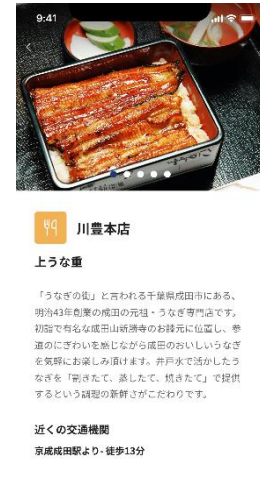 9:41
川豊本店
上うな重
「うなぎの街」と言われる千葉県成田市にある、
明治43年創業の成田の元祖・うなぎ専門店です。
初詣で有名な成田山新勝寺のお膝元に位置し、参
道のにぎわいを感じながら成田のおいしいうなぎ
を気軽にお楽しみ頂けます。井戸水で活かしたう
なぎを「割きたて、蒸したて、焼きたて」で提供
するという調理の新鮮さがこだわりです。
近くの交通機関
京成成田駅より- 徒歩13分